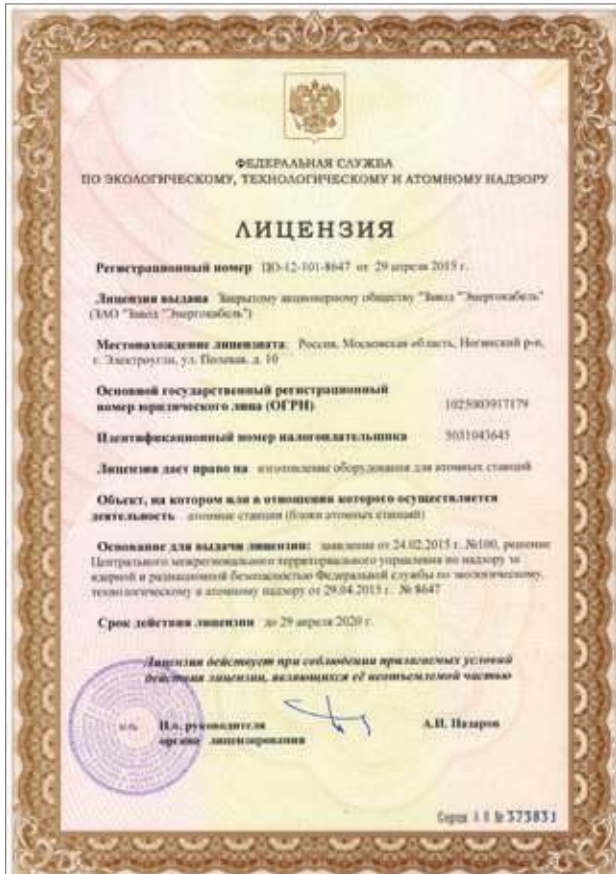 ФЕДЕРАЛЬНАЯ СЛУЖБА
ПО ЭКОЛОГИЧЕСКОМУ, ТЕХНОЛОГИЧЕСКОМУ И АТОМНОМУ НАДЗОРУ
ЛИЦЕНЗИЯ
Регистрационный номер ЦО-12-101-8647 от 29 апреля 2015 г.
Лицензия выдана Закрытому акционерному обществу "Завод "Энергокабель"
(ЗАО "Завод "Энергокабель")
Местонахождение лицензиата: Россия, Московская область, Ногинский р-н,
г. Электроугли, ул. Полевая, д. 10
Основной государственный регистрационный
номер юридического лица (ОГРН) 1025003917179
Идентификационный номер налогоплательщика 5031043645
Лицензия дает право на изготовление оборудования для атомных станций
Объект, на котором или в отношении которого осуществляется
деятельность атомные станции (блоки атомных станций)
Основание для выдачи лицензии: заявление от 24.02.2015 г. №100, решение
Центрального межрегионального территориального управления по надзору за
ядерной и радиационной безопасностью Федеральной службы по экологическому,
технологическому и атомному надзору от 29.04.2015 г. № 8647
Срок действия лицензии до 29 апреля 2020 г.
Лицензия действует при соблюдении прилагаемых условий
действия лицензии, являющихся её неотъемлемой частью
И.о. руководителя А.И. Назаров
органа лицензирования
Серия А В № 373831